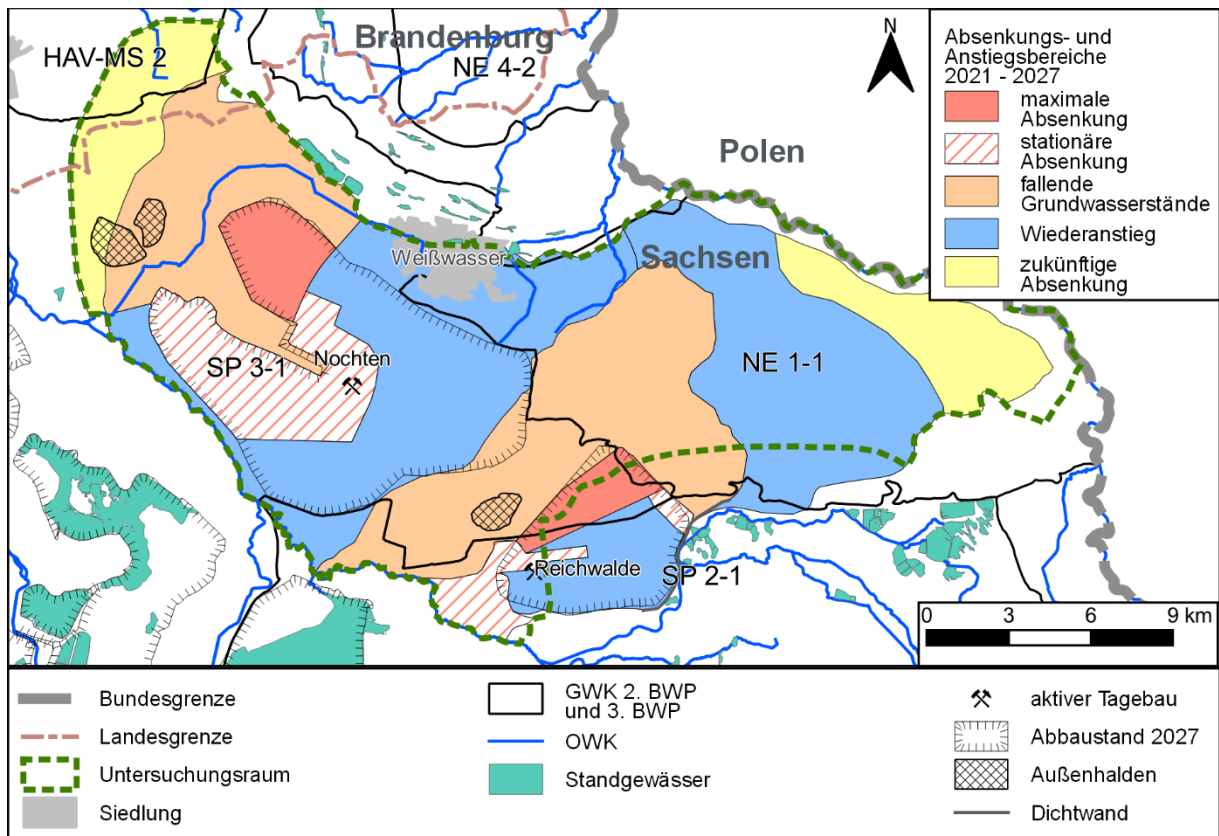 HAV-MS 2
Brandenburg
NE 4-2
N
Polen
Weißwasser
Sachsen
SP 3-1
Nochten
NE 1-1
Reichwalde
SP 2-1
Absenkungs- und
Anstiegsbereiche
2021 - 2027
maximale
Absenkung
stationäre
Absenkung
fallende
Grundwasserstände
Wiederanstieg
zukünftige
Absenkung
0 3 6 9 km
Bundesgrenze
Landesgrenze
Untersuchungsraum
Siedlung
GWK 2. BWP
und 3. BWP
OWK
Standgewässer
aktiver Tagebau
Abbaustand 2027
Außenhalden
Dichtwand